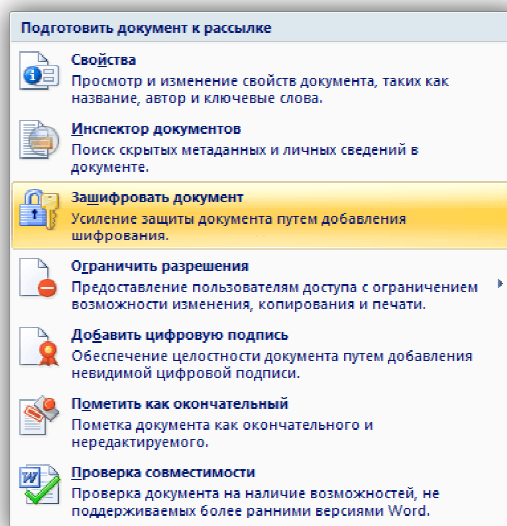 Подготовить документ к рассылке
Свойства
Просмотр и изменение свойств документа, таких как
название, автор и ключевые слова.
Инспектор документов
Поиск скрытых метаданных и личных сведений в
документе.
Зашифровать документ
Усиление защиты документа путем добавления
шифрования.
Ограничить разрешения
Предоставление пользователям доступа с ограничением
возможности изменения, копирования и печати.
Добавить цифровую подпись
Обеспечение целостности документа путем добавления
невидимой цифровой подписи.
Пометить как окончательный
Пометка документа как окончательного и
нередактируемого.
Проверка совместимости
Проверка документа на наличие возможностей, не
поддерживаемых более ранними версиями Word.